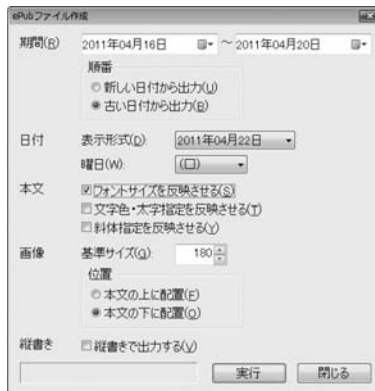 ePubファイル作成
期間(R) 2011年04月16日 ～ 2011年04月20日
順番
新しい日付から出力(U)
古い日付から出力(B)
日付 表示形式(D): 2011年04月22日
曜日(W): (口)
本文 フォントサイズを反映させる(S)
文字色・太字指定を反映させる(T)
斜体指定を反映させる(Y)
画像 基準サイズ(G): 180
位置
本文の上に配置(F)
本文の下に配置(O)
縦書き 縦書きで出力する(V)
実行 閉じる